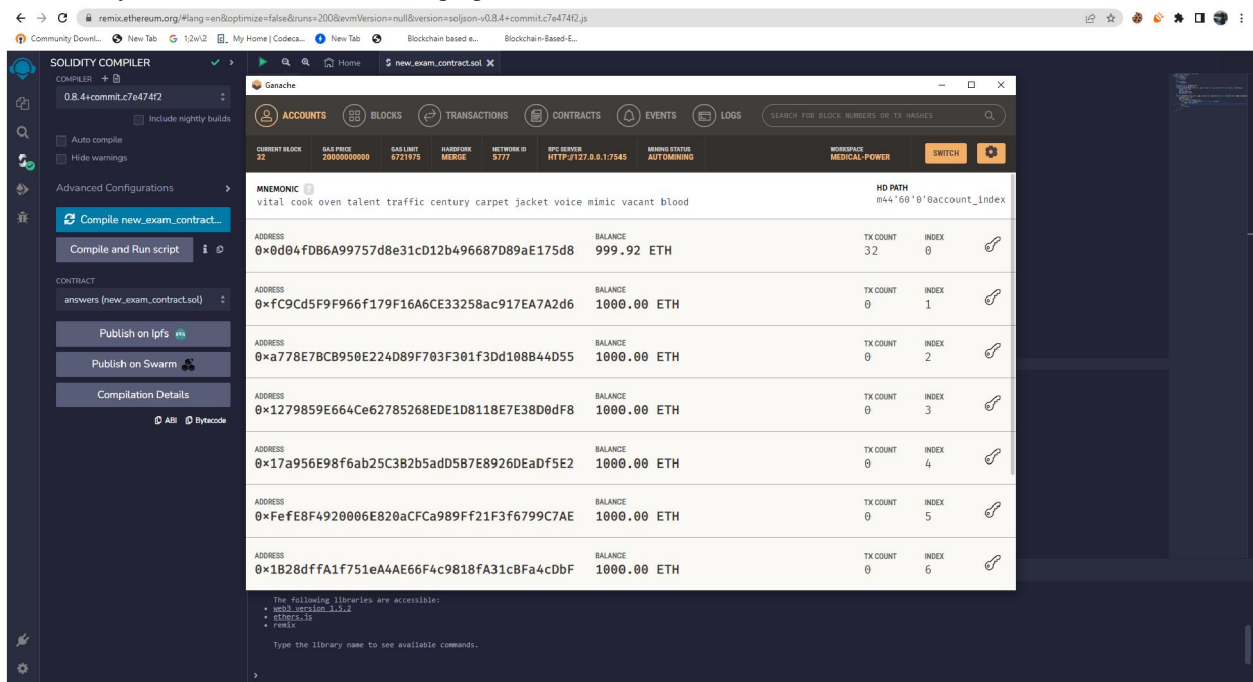 remix.ethereum.org/#lang=en&optimize=false&runs=200&evmVersion=null&version=soljson-v0.8.4+commit.c7e474f2.js
Community Downl... New Tab 1;2w\2 My Home | Codeca... New Tab Blockchain based e... Blockchain-Based-E...
SOLIDITY COMPILER
COMPILER
0.8.4+commit.c7e474f2
Include nightly builds
Auto compile
Hide warnings
Advanced Configurations
Compile new_exam_contract...
Compile and Run script
CONTRACT
answers (new_exam_contract.sol)
Publish on Ipfs
Publish on Swarm
Compilation Details
ABI Bytecode
Home new_exam_contract.sol
Ganache
ACCOUNTS BLOCKS TRANSACTIONS CONTRACTS EVENTS LOGS SEARCH FOR BLOCK NUMBERS OR TX HASHES
CURRENT BLOCK GAS PRICE GAS LIMIT HARDFORK NETWORK ID RPC SERVER MINING STATUS WORKSPACE
32 20000000000 6721975 MERGE 5777 HTTP://127.0.0.1:7545 AUTOMINING MEDICAL-POWER SWITCH
MNEMONIC ? HD PATH
vital cook oven talent traffic century carpet jacket voice mimic vacant blood m44'60'0'0account_index
ADDRESS BALANCE TX COUNT INDEX
0×0d04fDB6A99757d8e31cD12b496687D89aE175d8 999.92 ETH 32 0
ADDRESS BALANCE TX COUNT INDEX
0×fC9Cd5F9F966f179F16A6CE33258ac917EA7A2d6 1000.00 ETH 0 1
ADDRESS BALANCE TX COUNT INDEX
0×a778E7BCB950E224D89F703F301f3Dd108B44D55 1000.00 ETH 0 2
ADDRESS BALANCE TX COUNT INDEX
0×1279859E664Ce62785268EDE1D8118E7E38D0dF8 1000.00 ETH 0 3
ADDRESS BALANCE TX COUNT INDEX
0×17a956E98f6ab25C3B2b5adD5B7E8926DEaDf5E2 1000.00 ETH 0 4
ADDRESS BALANCE TX COUNT INDEX
0×FefE8F4920006E820aCFCa989Ff21F3f6799C7AE 1000.00 ETH 0 5
ADDRESS BALANCE TX COUNT INDEX
0×1B28dffA1f751eA4AE66F4c9818fA31cBFa4cDbF 1000.00 ETH 0 6
The following libraries are accessible:
• web3 version 1.5.2
• ethers.js
• remix
Type the library name to see available commands.
>